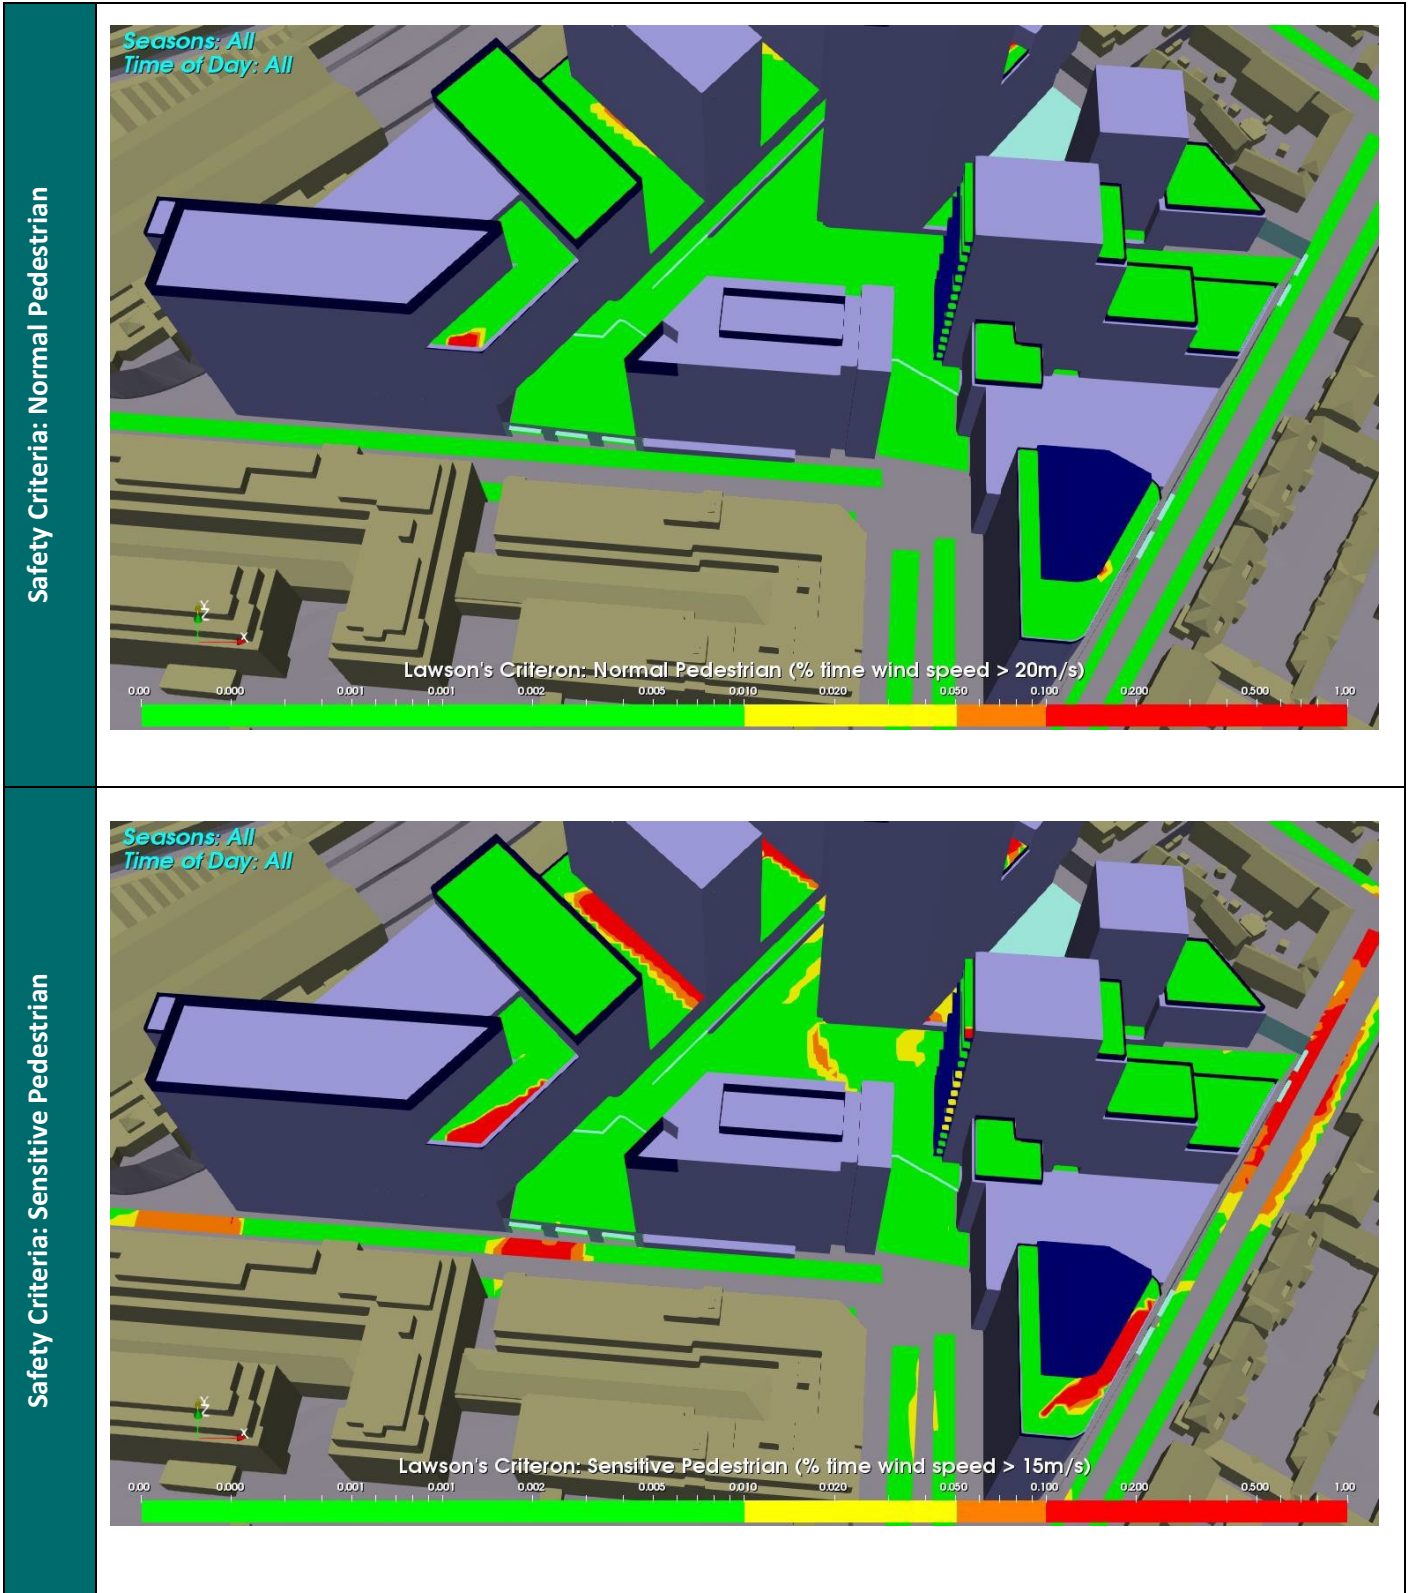 Safety Criteria: Normal Pedestrian
Seasons: All
Time of Day: All
Y
Z
X
Lawson's Criteron: Normal Pedestrian (% time wind speed > 20m/s)
0.00 0.000 0.001 0.001 0.002 0.005 0.010 0.020 0.050 0.100 0.200 0.500 1.00
Safety Criteria: Sensitive Pedestrian
Seasons: All
Time of Day: All
Y
Z
X
Lawson's Criteron: Sensitive Pedestrian (% time wind speed > 15m/s)
0.00 0.000 0.001 0.001 0.002 0.005 0.010 0.020 0.050 0.100 0.200 0.500 1.00